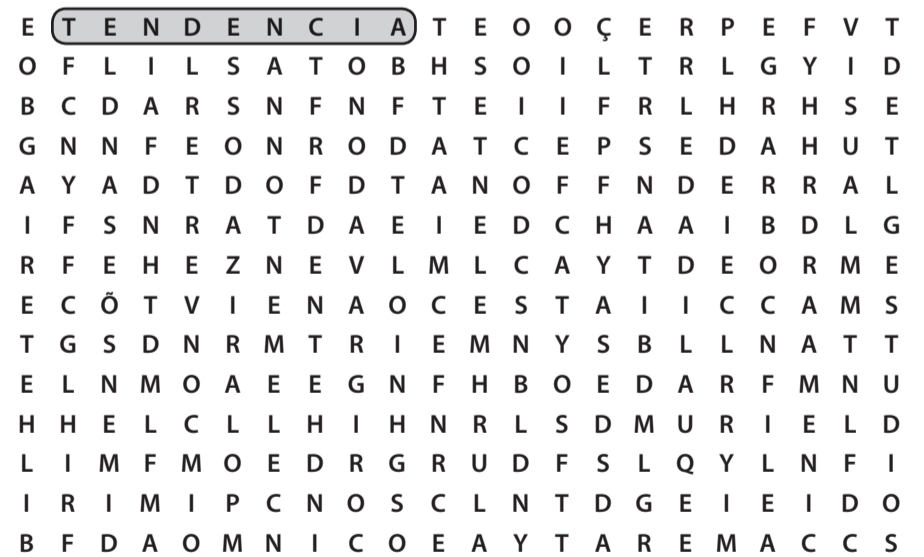 E T E N D E N C I A T E O O Ç E R P E F V T
O F L I L S A T O B H S O I L T R L G Y I D
B C D A R S N F N F T E I I F R L H R H S E
G N N F E O N R O D A T C E P S E D A H U T
A Y A D T D O F D T A N O F F N D E R R A L
I F S N R A T D A E I E D C H A A I B D L G
R F E H E Z N E V L M L C A Y T D E O R M E
E C Õ T V I E N A O C E S T A I I C C A M S
T G S D N R M T R I E M N Y S B L L N A T T
E L N M O A E E G N F H B O E D A R F M N U
H H E L C L L H I H N R L S D M U R I E L D
L I M F M O E D R G R U D F S L Q Y L N F I
I R I M I P C N O S C L N T D G E I E I D O
B F D A O M N I C O E A Y T A R E M A C C S